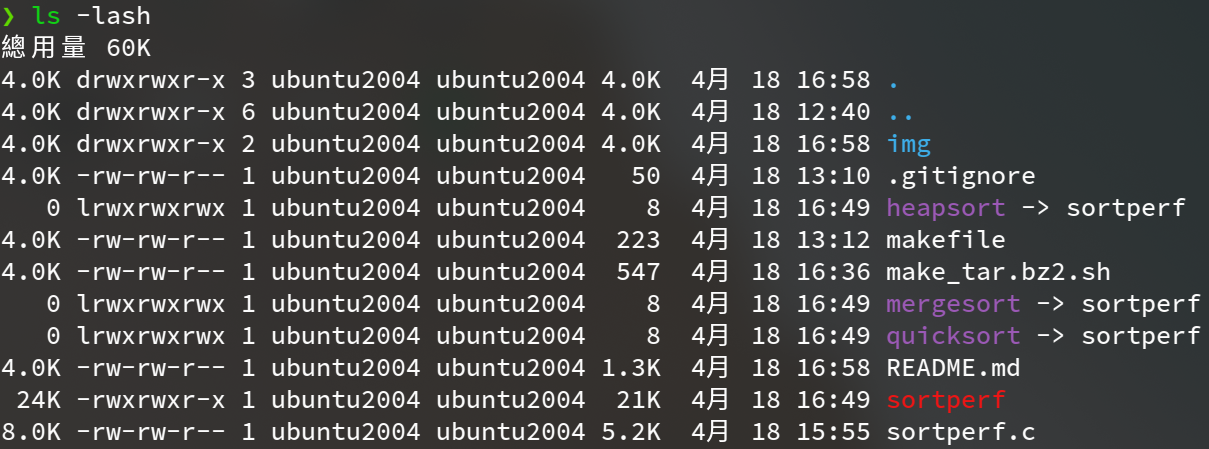 ❯ ls -lash
總用量 60K
4.0K drwxrwxr-x 3 ubuntu2004 ubuntu2004 4.0K  4月  18 16:58 .
4.0K drwxrwxr-x 6 ubuntu2004 ubuntu2004 4.0K  4月  18 12:40 ..
4.0K drwxrwxr-x 2 ubuntu2004 ubuntu2004 4.0K  4月  18 16:58 img
4.0K -rw-rw-r-- 1 ubuntu2004 ubuntu2004   50  4月  18 13:10 .gitignore
   0 lrwxrwxrwx 1 ubuntu2004 ubuntu2004    8  4月  18 16:49 heapsort -> sortperf
4.0K -rw-rw-r-- 1 ubuntu2004 ubuntu2004  223  4月  18 13:12 makefile
4.0K -rw-rw-r-- 1 ubuntu2004 ubuntu2004  547  4月  18 16:36 make_tar.bz2.sh
   0 lrwxrwxrwx 1 ubuntu2004 ubuntu2004    8  4月  18 16:49 mergesort -> sortperf
   0 lrwxrwxrwx 1 ubuntu2004 ubuntu2004    8  4月  18 16:49 quicksort -> sortperf
4.0K -rw-rw-r-- 1 ubuntu2004 ubuntu2004 1.3K  4月  18 16:58 README.md
 24K -rwxrwxr-x 1 ubuntu2004 ubuntu2004  21K  4月  18 16:49 sortperf
8.0K -rw-rw-r-- 1 ubuntu2004 ubuntu2004 5.2K  4月  18 15:55 sortperf.c